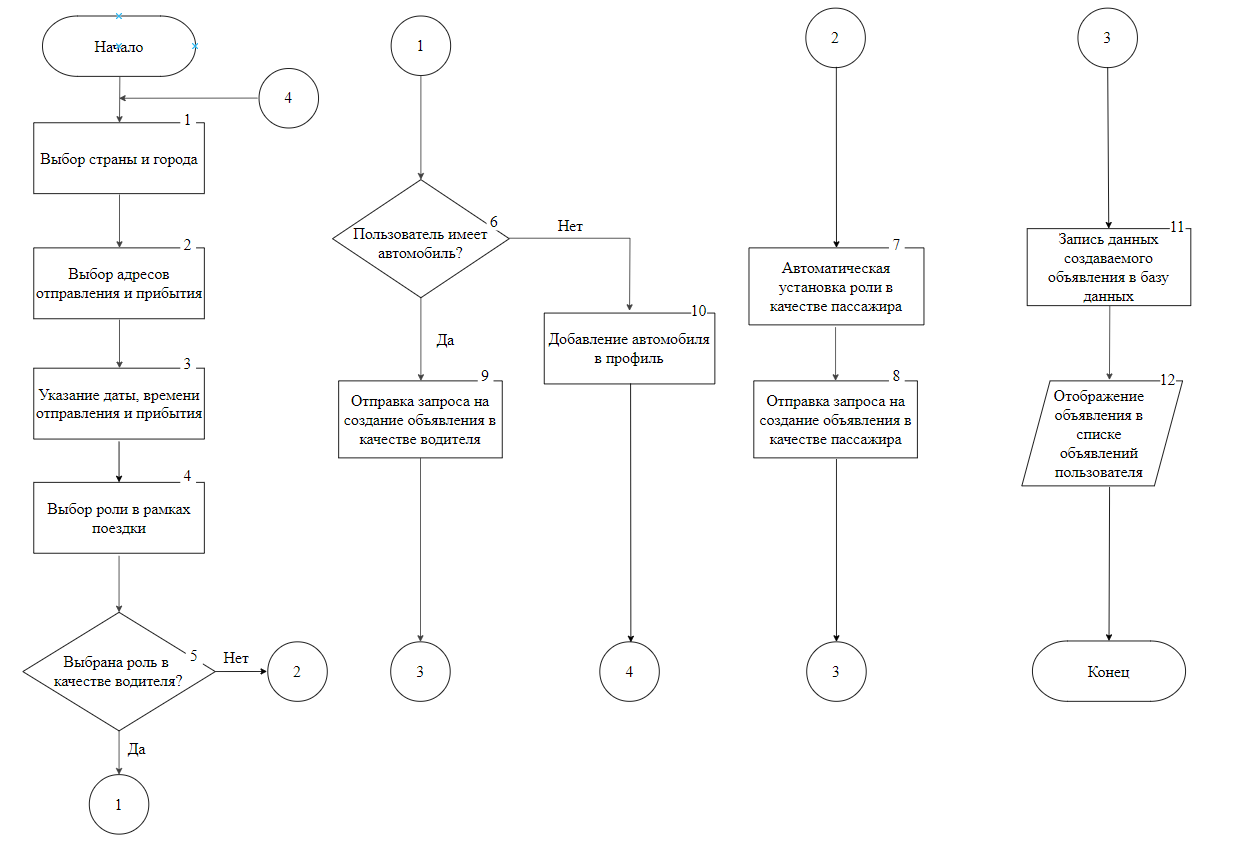 Начало
4
1
Выбор страны и города
2
Выбор адресов
отправления и прибытия
3
Указание даты, времени
отправления и прибытия
4
Выбор роли в рамках
поездки
5
Выбрана роль в
качестве водителя?
Нет
2
Да
1
1
6
Пользователь имеет
автомобиль?
Нет
Да
9
Отправка запроса на
создание объявления в
качестве водителя
3
10
Добавление автомобиля
в профиль
4
2
7
Автоматическая
установка роли в
качестве пассажира
8
Отправка запроса на
создание объявления в
качестве пассажира
3
3
11
Запись данных
создаваемого
объявления в базу
данных
12
Отображение
объявления в
списке
объявлений
пользователя
Конец